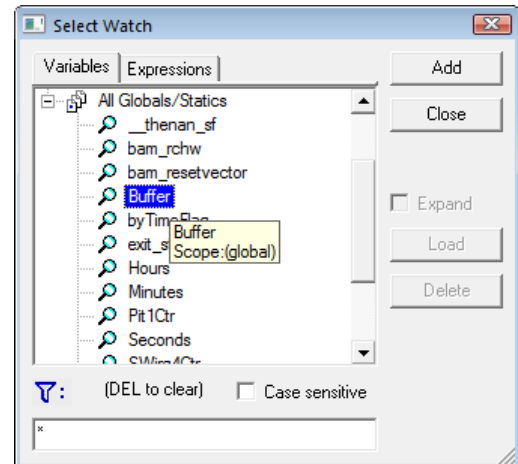 Select Watch
Variables
Expressions
Add
All Globals/Statics
Close
__thenan_sf
bam_rchw
bam_resetvector
Buffer
Expand
Buffer
Scope:(global)
Load
Hours
Minutes
Delete
Pit1Ctr
Seconds
(DEL to clear)
Case sensitive
*